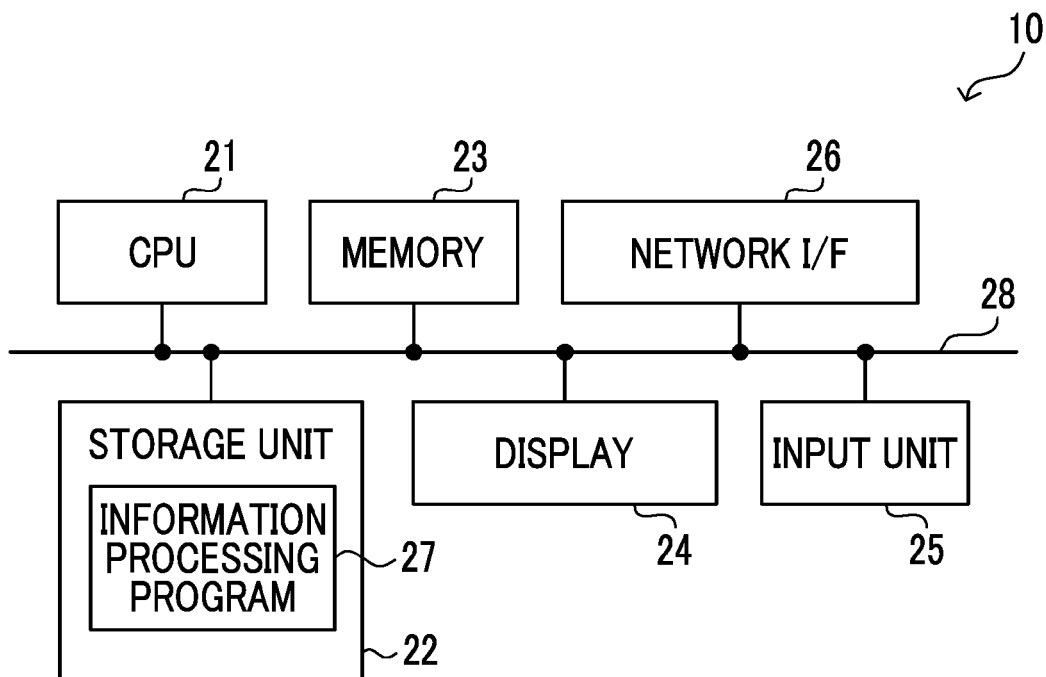 10
21
23
26
CPU
MEMORY
NETWORK I/F
28
STORAGE UNIT
DISPLAY
INPUT UNIT
INFORMATION
PROCESSING
PROGRAM
27
24
25
22